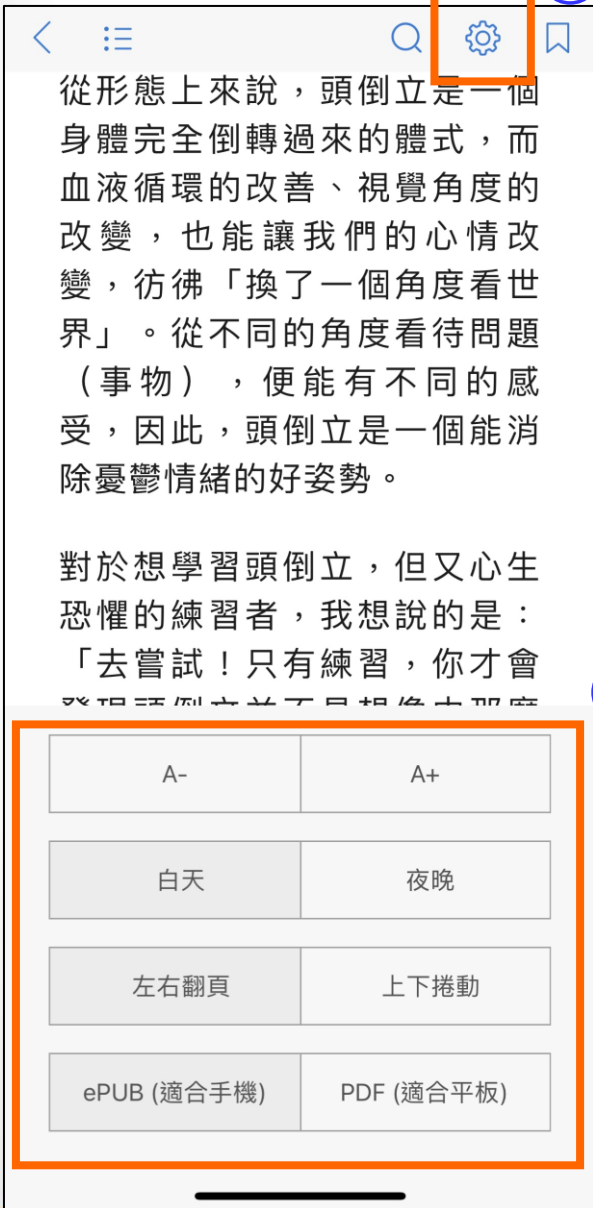 從形態上來說，頭倒立是一個
身體完全倒轉過來的體式，而
血液循環的改善、視覺角度的
改變，也能讓我們的心情改
變，彷彿「換了一個角度看世
界」。從不同的角度看待問題
（事物），便能有不同的感
受，因此，頭倒立是一個能消
除憂鬱情緒的好姿勢。
對於想學習頭倒立，但又心生
恐懼的練習者，我想說的是：
「去嘗試！只有練習，你才會
A- A+
白天 夜晚
左右翻頁 上下捲動
ePUB (適合手機) PDF (適合平板)